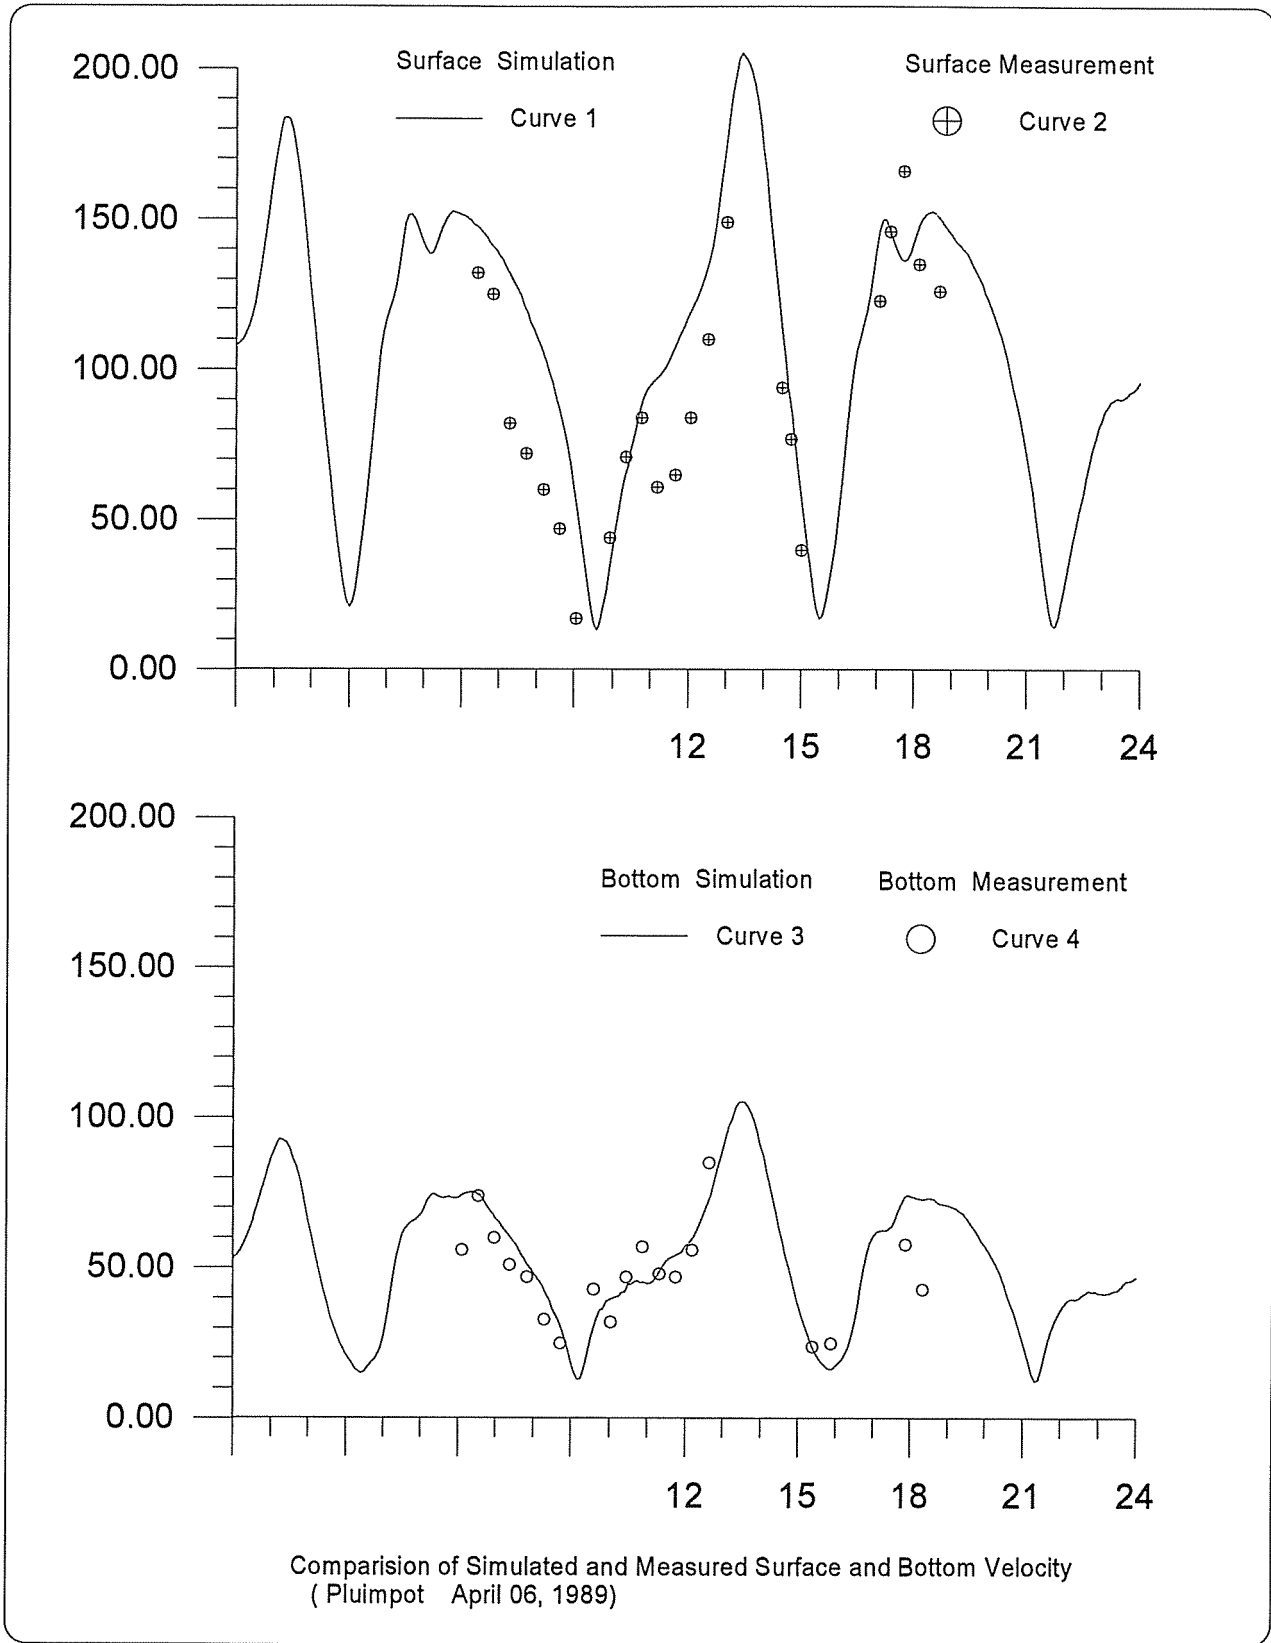 200.00
Surface Simulation
Surface Measurement
Curve 1
Curve 2
150.00
100.00
50.00
0.00
12 15 18 21 24
200.00
Bottom Simulation
Bottom Measurement
Curve 3
Curve 4
150.00
100.00
50.00
0.00
12 15 18 21 24
Comparision of Simulated and Measured Surface and Bottom Velocity
( Pluimpot April 06, 1989)